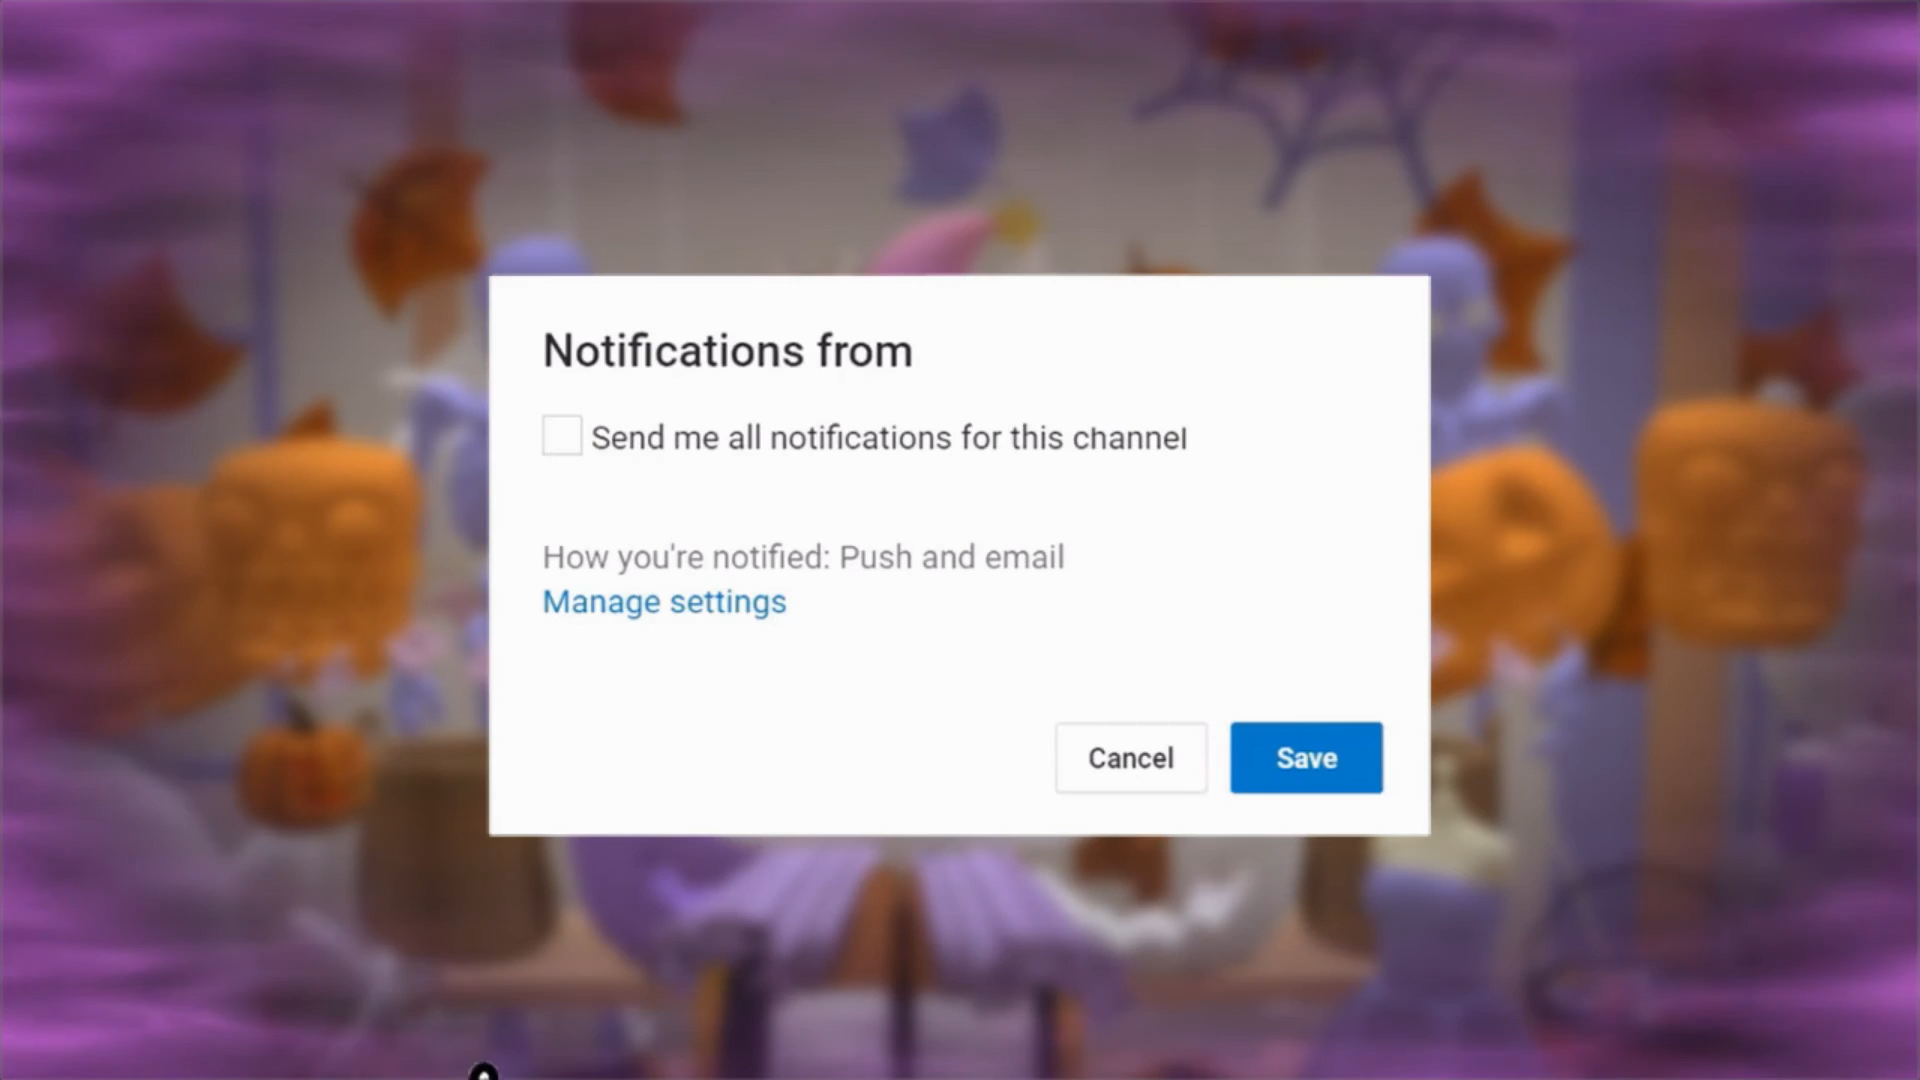 Notifications from
Send me all notifications for this channel
How you're notified: Push and email
Manage settings
Cancel
Save